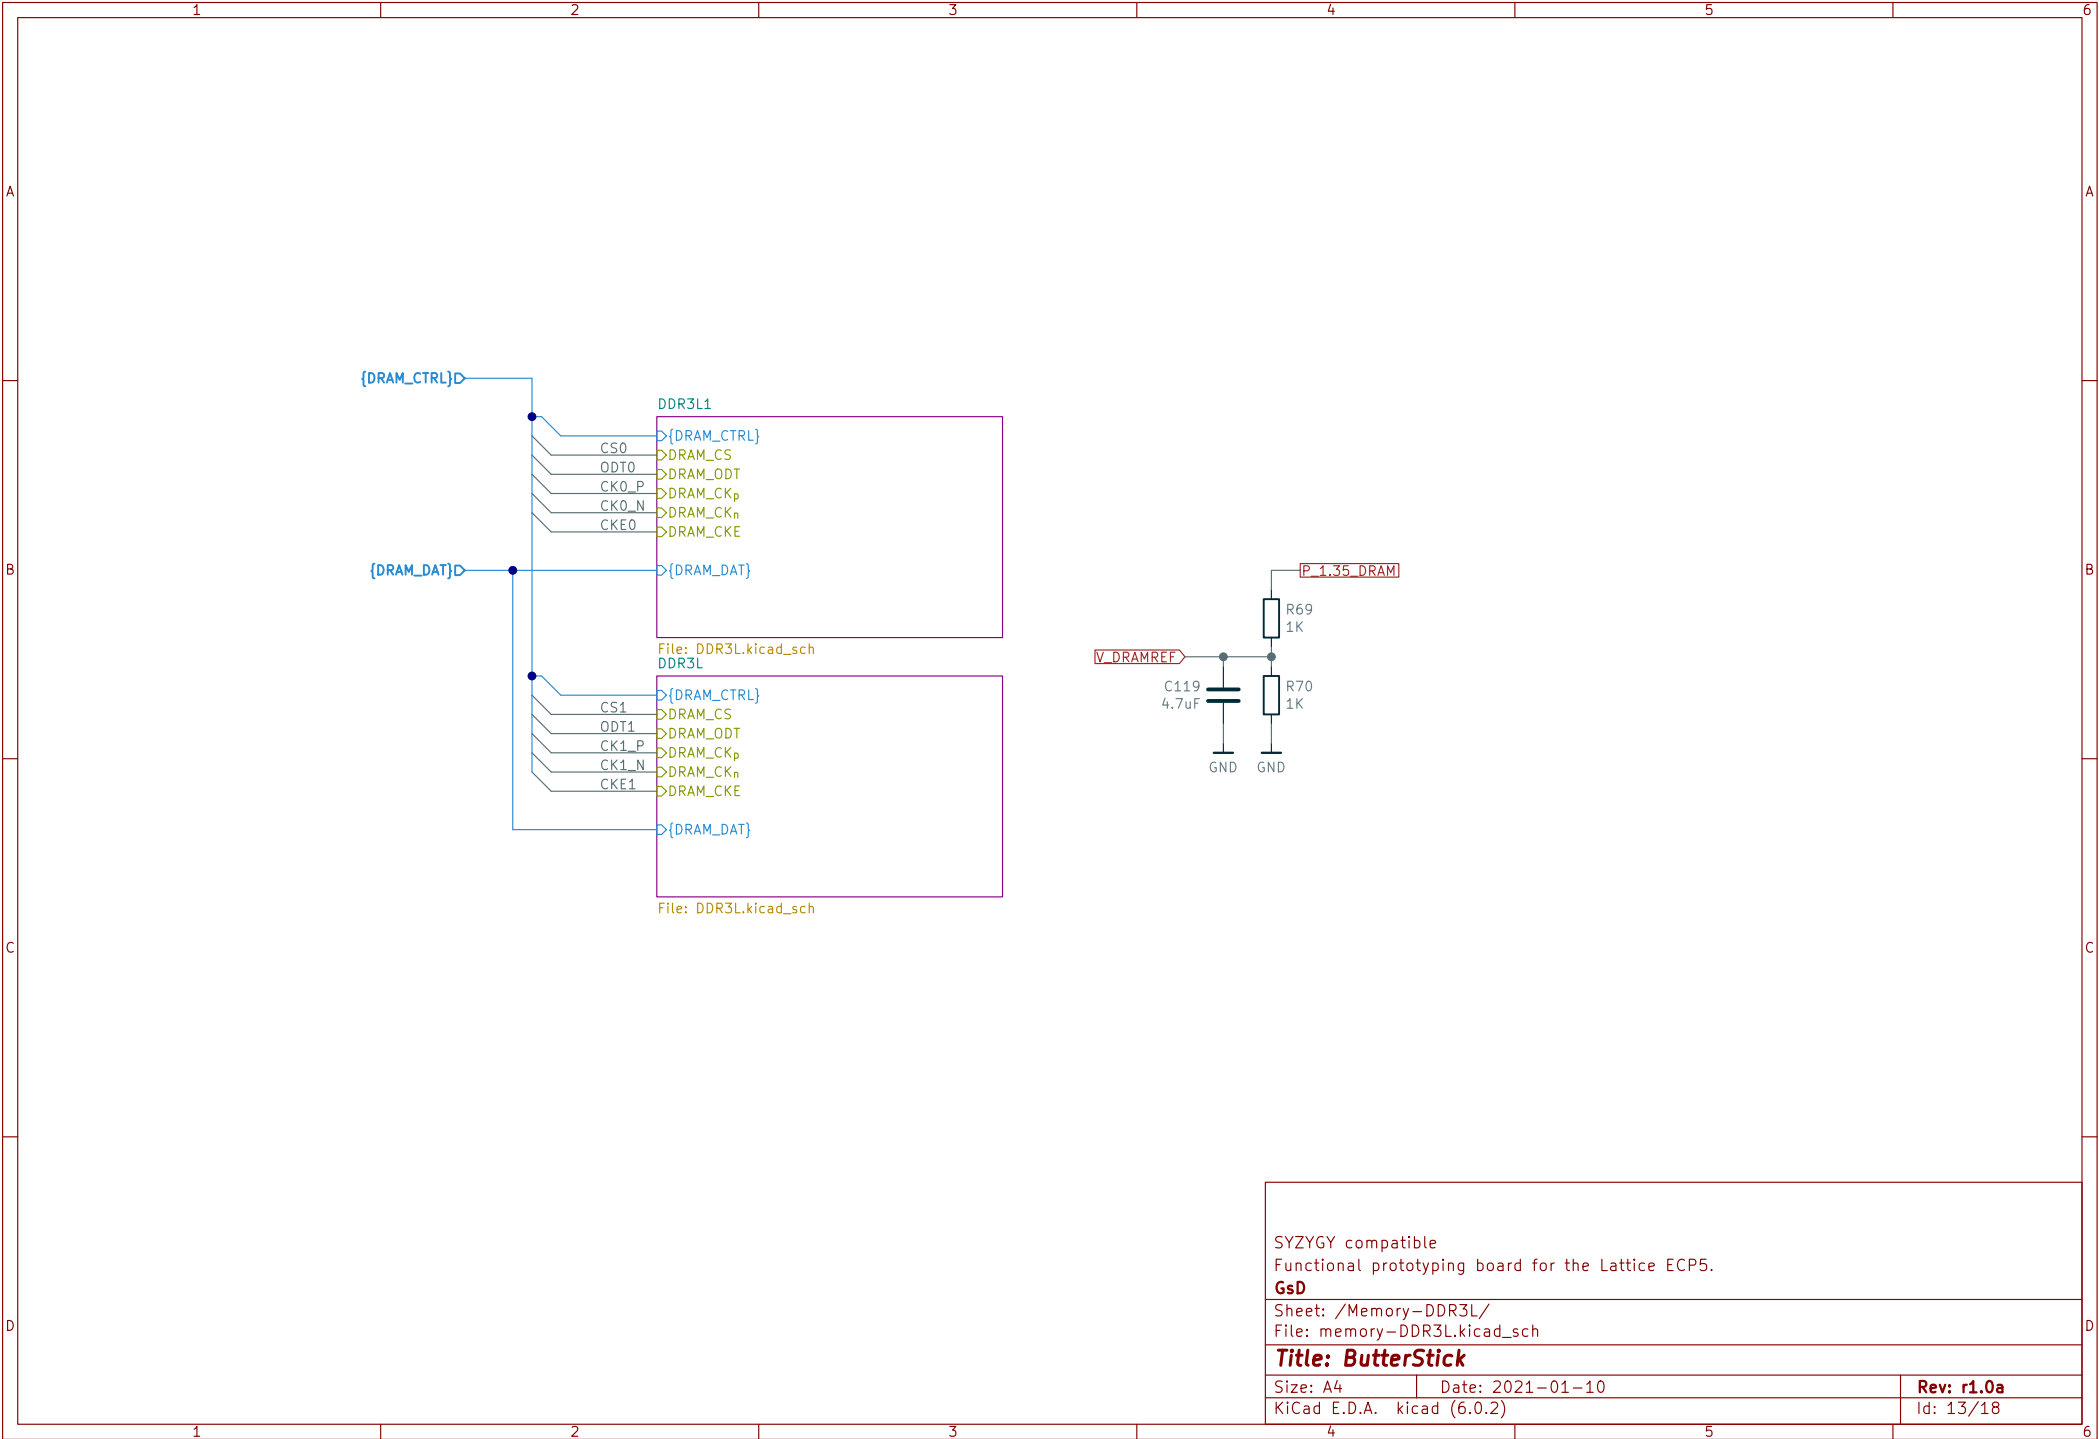 1 2 3 4 5 6
A A
{DRAM_CTRL}
DDR3L1
{DRAM_CTRL}
CS0 DRAM_CS
ODT0 DRAM_ODT
CK0_P DRAM_CKp
CK0_N DRAM_CKn
CKE0 DRAM_CKE
B {DRAM_DAT} {DRAM_DAT} P_1.35_DRAM B
R69
1K
File: DDR3L.kicad_sch
V_DRAMREF
DDR3L
{DRAM_CTRL}
C119 R70
4.7uF 1K
CS1 DRAM_CS
ODT1 DRAM_ODT
CK1_P DRAM_CKp
CK1_N DRAM_CKn
GND GND
CKE1 DRAM_CKE
{DRAM_DAT}
File: DDR3L.kicad_sch
C C
SYZYGY compatible
Functional prototyping board for the Lattice ECP5.
GsD
Sheet: /Memory-DDR3L/
D D
File: memory-DDR3L.kicad_sch
Title: ButterStick
Size: A4 Date: 2021-01-10 Rev: r1.0a
KiCad E.D.A. kicad (6.0.2) Id: 13/18
1 2 3 4 5 6